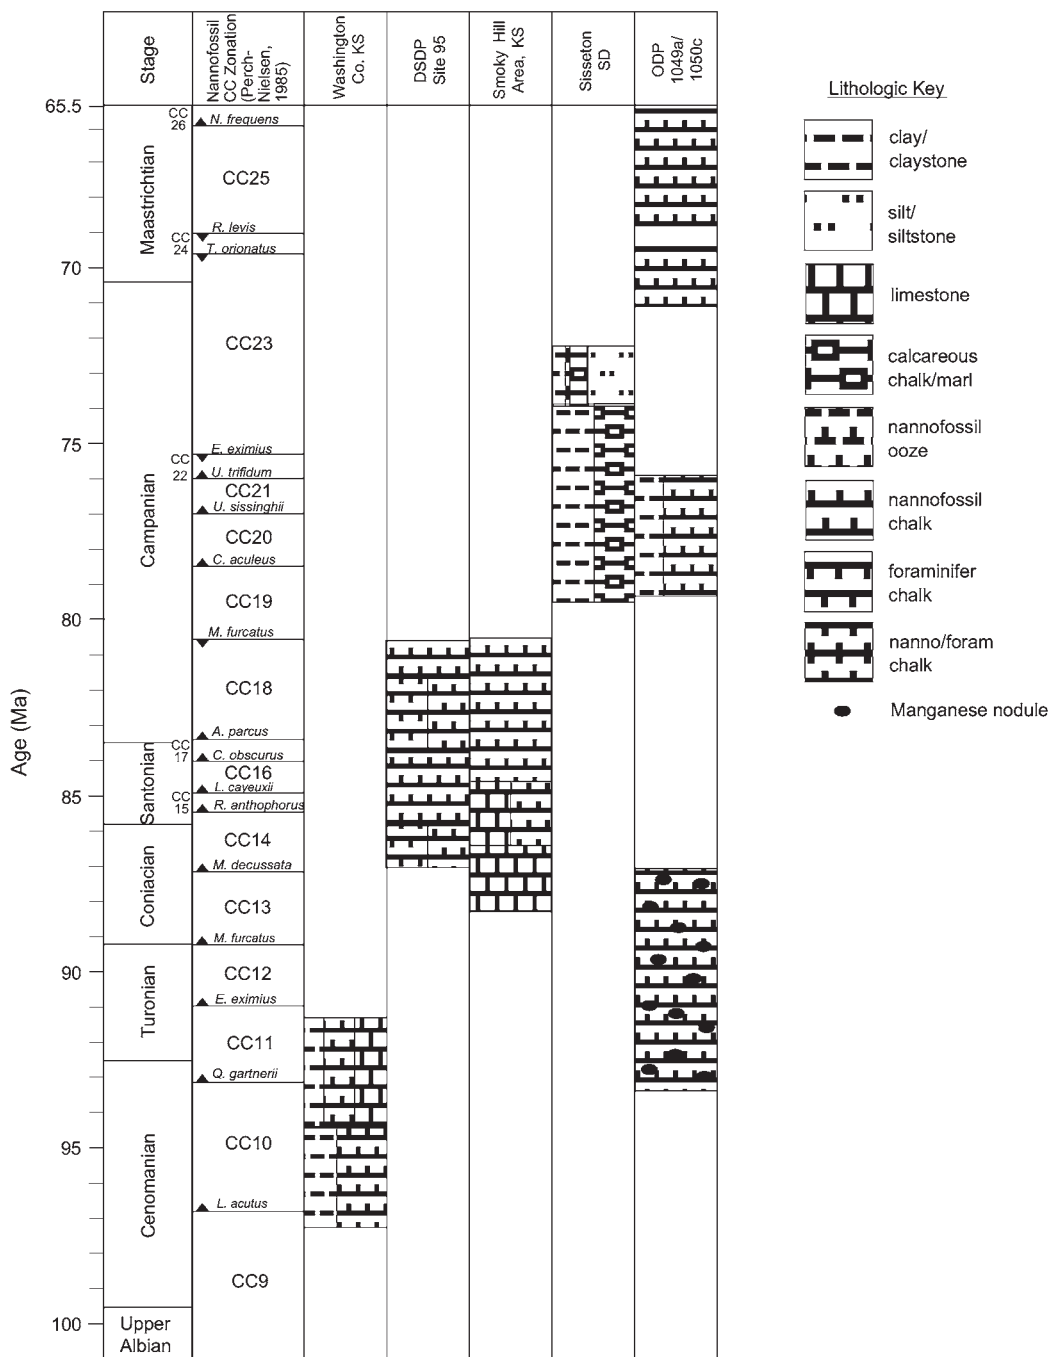 Stage
Nannofossil
CC Zonation
(Perch-
Nielsen,
1985)
Washington
Co. KS
DSDP
Site 95
Smoky Hill
Area, KS
Sisseton
SD
ODP
1049a/
1050c
Age (Ma)
65.5
70
75
80
85
90
95
100
Maastrichtian
Campanian
Santonian
Coniacian
Turonian
Cenomanian
Upper
Albian
CC
26
N. frequens
CC25
R. levis
CC
24
T. orionatus
CC23
E. eximius
CC
22
U. trifidum
CC21
U. sissinghii
CC20
C. aculeus
CC19
M. furcatus
CC18
A. parcus
CC
17
C. obscurus
CC16
L. cayeuxii
CC
15
R. anthophorus
CC14
M. decussata
CC13
M. furcatus
CC12
E. eximius
CC11
Q. gartnerii
CC10
L. acutus
CC9
Lithologic Key
clay/
claystone
silt/
siltstone
limestone
calcareous
chalk/marl
nannofossil
ooze
nannofossil
chalk
foraminifer
chalk
nanno/foram
chalk
Manganese nodule